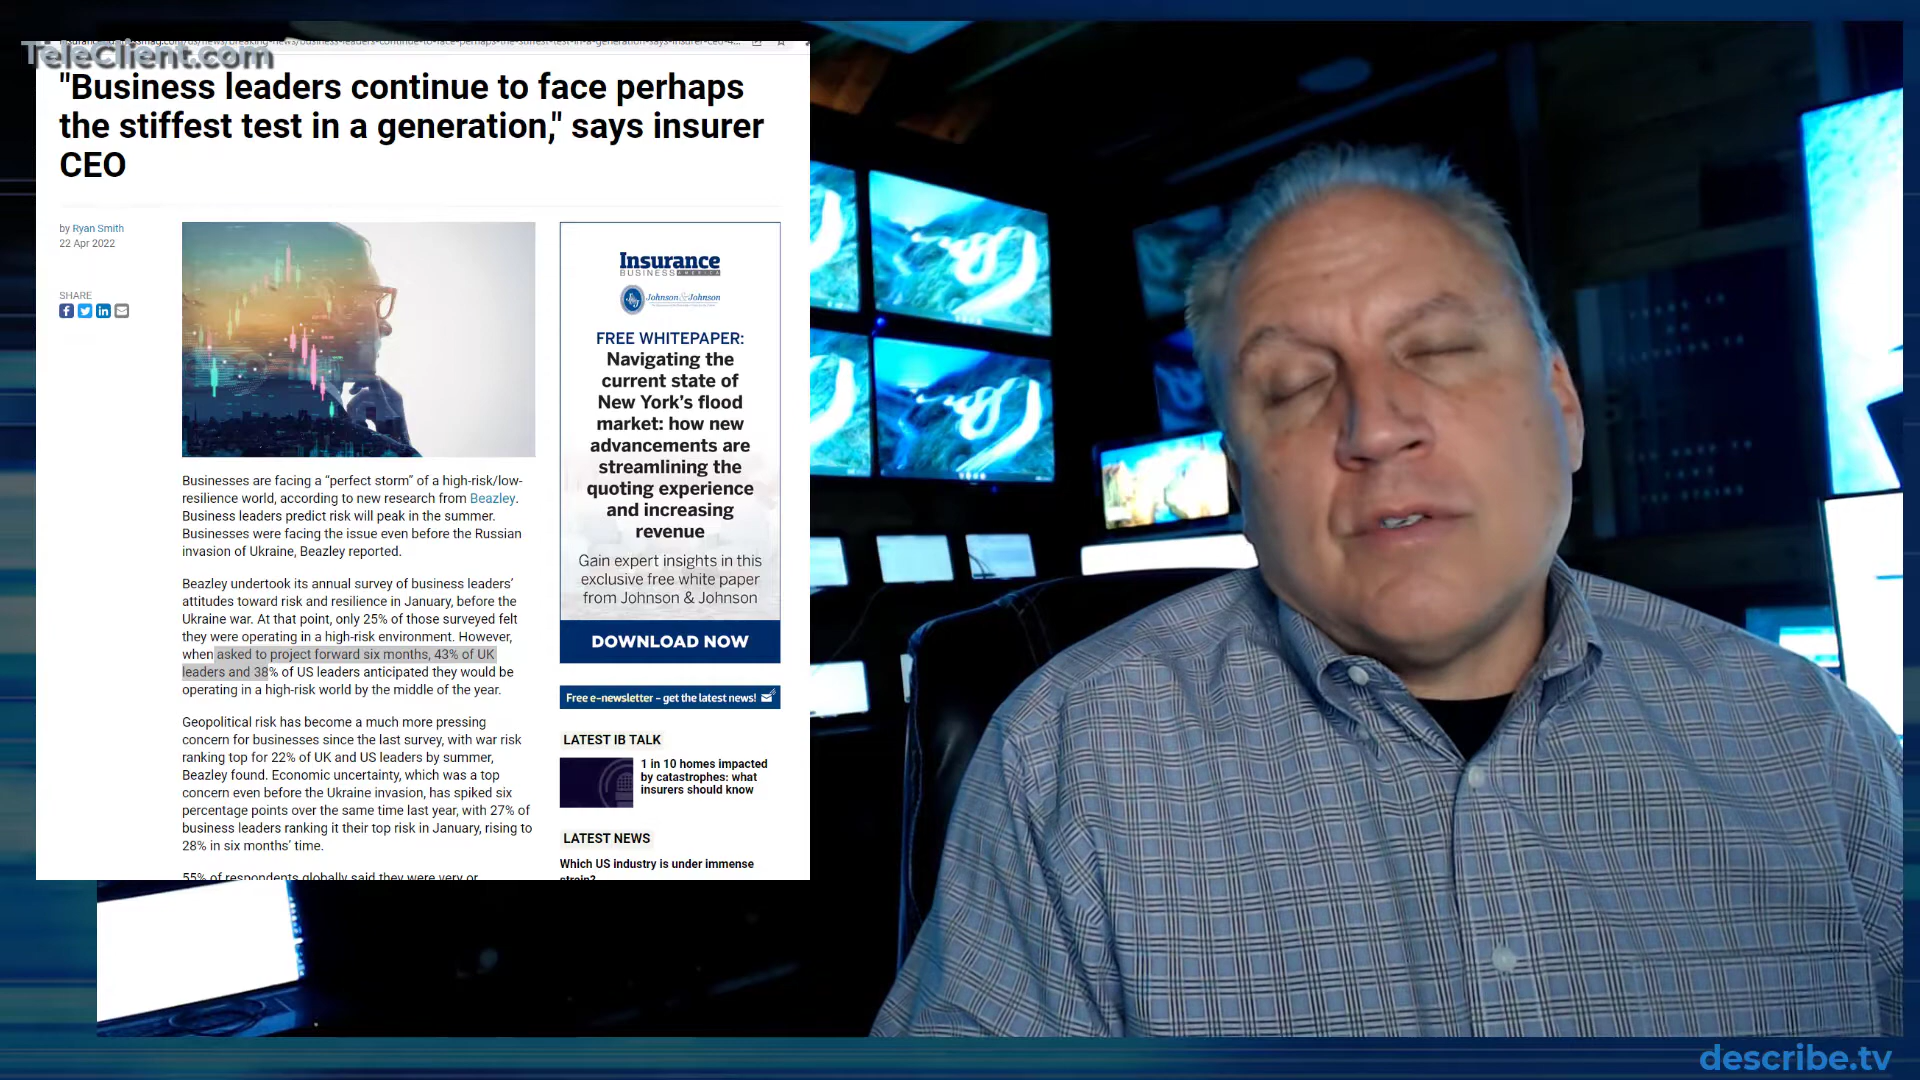 TeleClient.com
"Business leaders continue to face perhaps
the stiffest test in a generation," says insurer
CEO
by Ryan Smith
22 Apr 2022
SHARE
Businesses are facing a “perfect storm” of a high-risk/low-
resilience world, according to new research from Beazley.
Business leaders predict risk will peak in the summer.
Businesses were facing the issue even before the Russian
invasion of Ukraine, Beazley reported.
Beazley undertook its annual survey of business leaders’
attitudes toward risk and resilience in January, before the
Ukraine war. At that point, only 25% of those surveyed felt
they were operating in a high-risk environment. However,
when asked to project forward six months, 43% of UK
leaders and 38% of US leaders anticipated they would be
operating in a high-risk world by the middle of the year.
Geopolitical risk has become a much more pressing
concern for businesses since the last survey, with war risk
ranking top for 22% of UK and US leaders by summer,
Beazley found. Economic uncertainty, which was a top
concern even before the Ukraine invasion, has spiked six
percentage points over the same time last year, with 27% of
business leaders ranking it their top risk in January, rising to
28% in six months’ time.
55% of respondents globally said they were very or
Insurance
BUSINESS AMERICA
Johnson & Johnson
FREE WHITEPAPER:
Navigating the
current state of
New York’s flood
market: how new
advancements are
streamlining the
quoting experience
and increasing
revenue
Gain expert insights in this
exclusive free white paper
from Johnson & Johnson
DOWNLOAD NOW
Free e-newsletter – get the latest news!
LATEST IB TALK
1 in 10 homes impacted
by catastrophes: what
insurers should know
LATEST NEWS
Which US industry is under immense
strain?
describe.tv